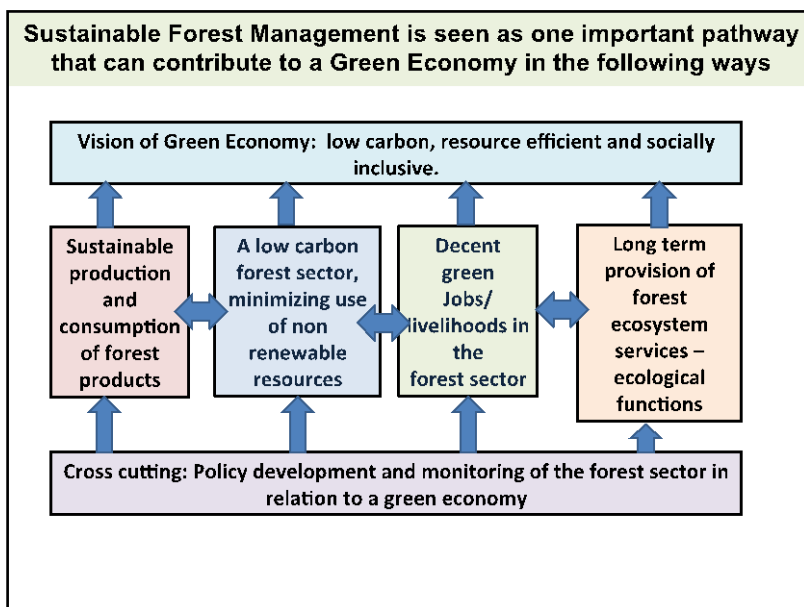 Sustainable Forest Management is seen as one important pathway
that can contribute to a Green Economy in the following ways
Vision of Green Economy:  low carbon, resource efficient and socially
inclusive.
Sustainable
production
and
consumption
of forest
products
A low carbon
forest sector,
minimizing use
of non
renewable
resources
Decent
green
Jobs/
livelihoods in
the
forest sector
Long term
provision of
forest
ecosystem
services –
ecological
functions
Cross cutting: Policy development and monitoring of the forest sector in
relation to a green economy